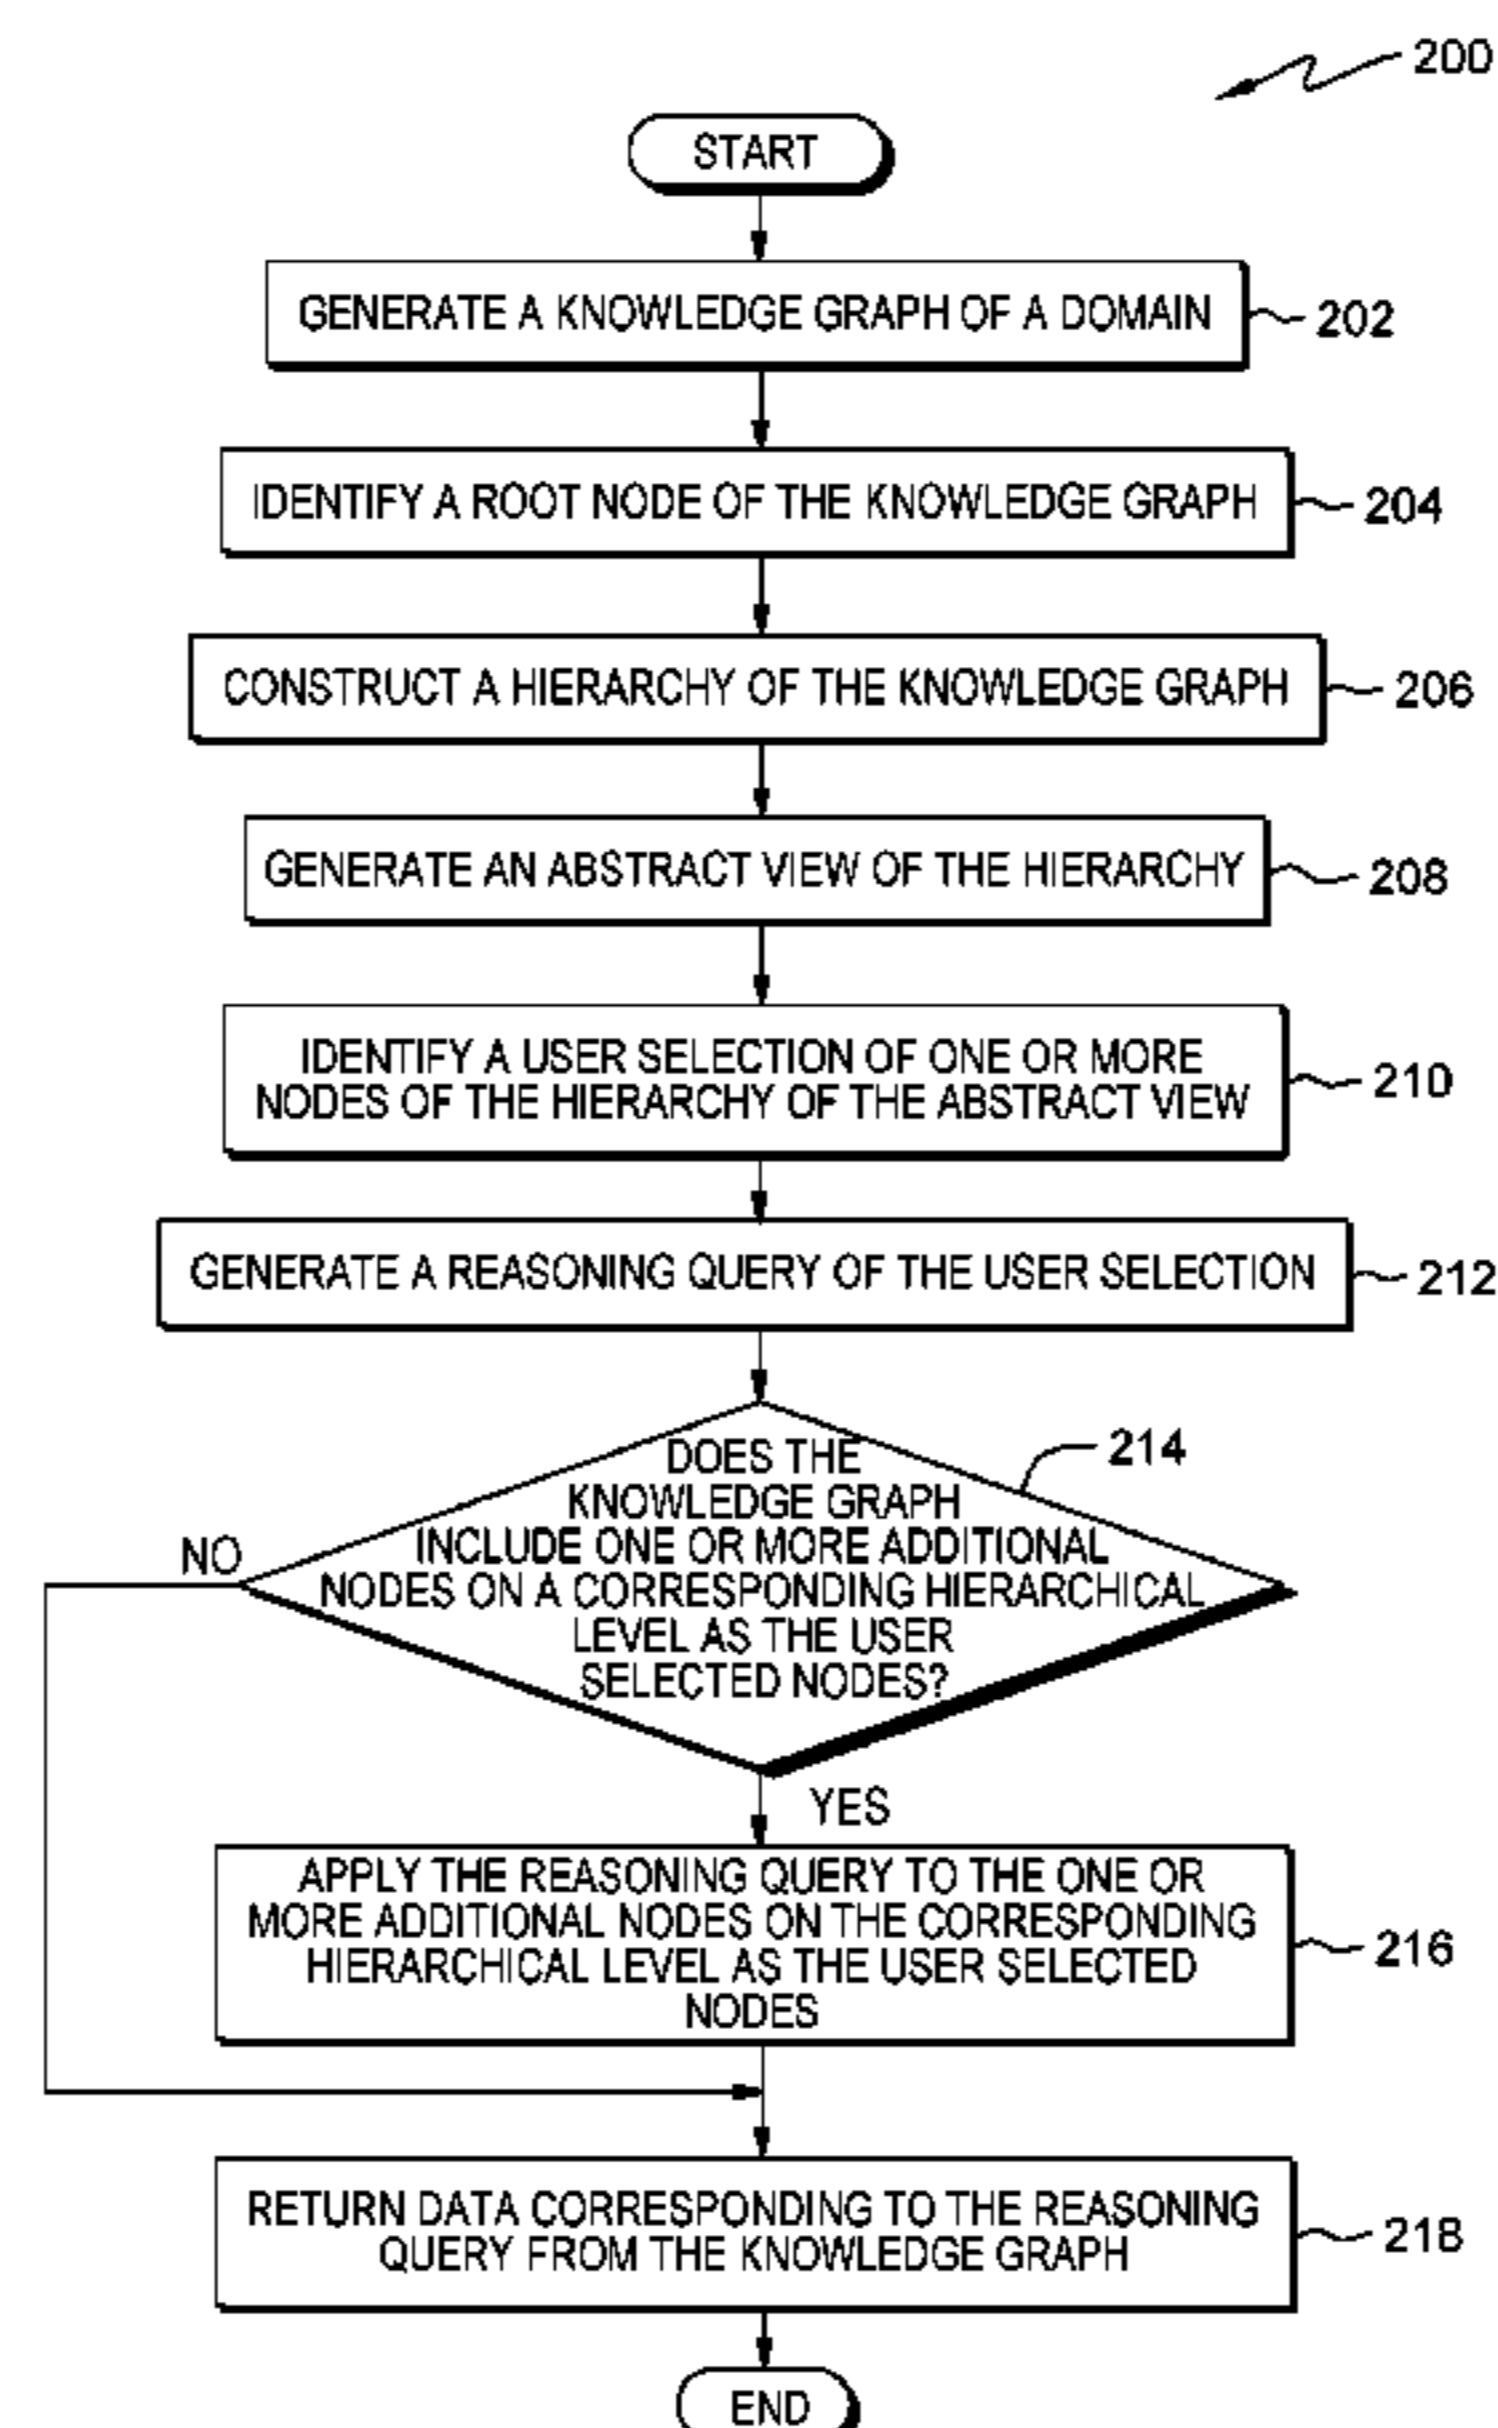 200
START
GENERATE A KNOWLEDGE GRAPH OF A DOMAIN
202
IDENTIFY A ROOT NODE OF THE KNOWLEDGE GRAPH
204
CONSTRUCT A HIERARCHY OF THE KNOWLEDGE GRAPH
206
GENERATE AN ABSTRACT VIEW OF THE HIERARCHY
208
IDENTIFY A USER SELECTION OF ONE OR MORE
NODES OF THE HIERARCHY OF THE ABSTRACT VIEW
210
GENERATE A REASONING QUERY OF THE USER SELECTION
212
DOES THE
KNOWLEDGE GRAPH
INCLUDE ONE OR MORE ADDITIONAL
NODES ON A CORRESPONDING HIERARCHICAL
LEVEL AS THE USER
SELECTED NODES?
214
NO
YES
APPLY THE REASONING QUERY TO THE ONE OR
MORE ADDITIONAL NODES ON THE CORRESPONDING
HIERARCHICAL LEVEL AS THE USER SELECTED
NODES
216
RETURN DATA CORRESPONDING TO THE REASONING
QUERY FROM THE KNOWLEDGE GRAPH
218
END